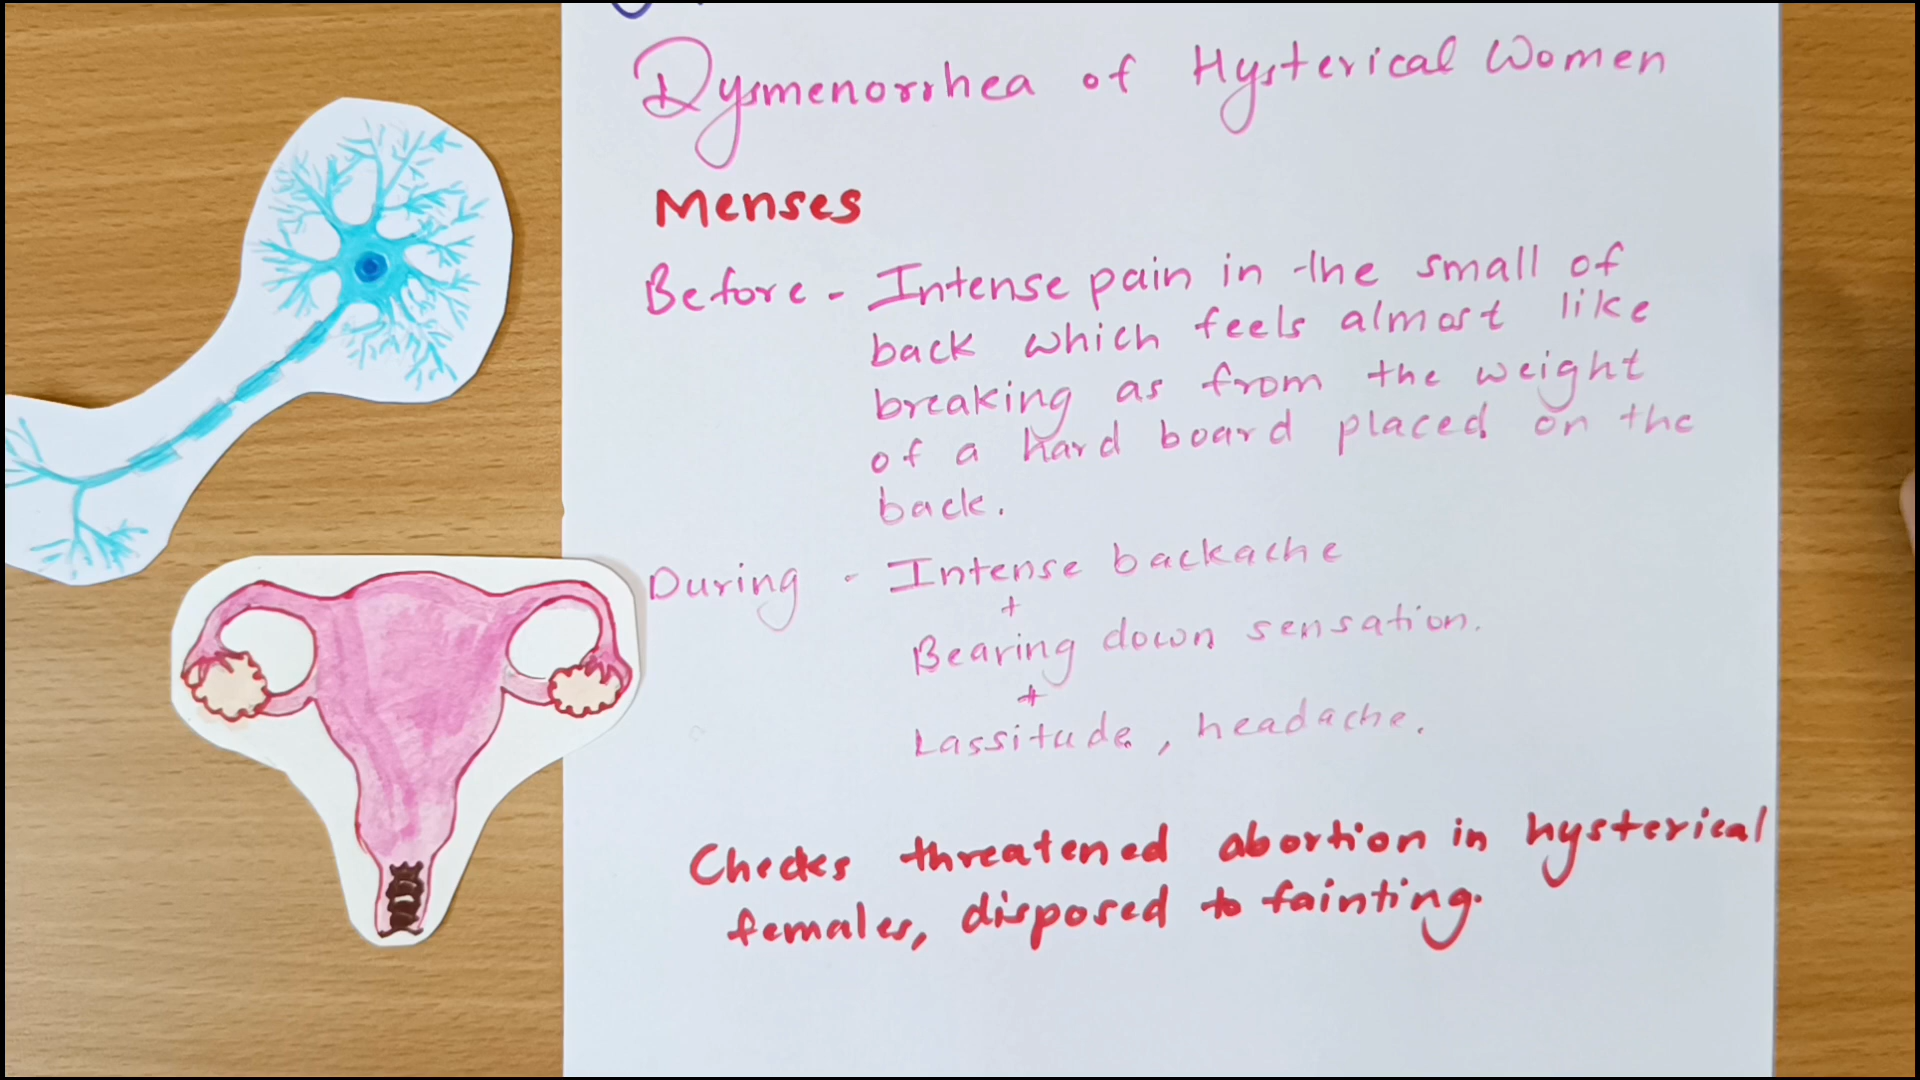 Dysmenorrhea of Hysterical Women
Menses
Before - Intense pain in the small of
back which feels almost like
breaking as from the weight
of a hard board placed on the
back.
During - Intense backache
+
Bearing down sensation.
+
Lassitude, headache.
Checks threatened abortion in hysterical
females, disposed to fainting.